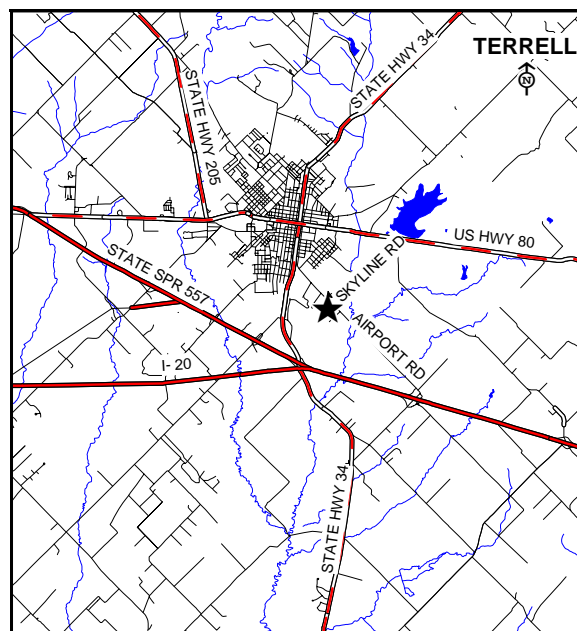 TERRELL
N
STATE HWY 34
STATE HWY 205
US HWY 80
SKYLINE RD
STATE SPR 557
AIRPORT RD
I- 20
STATE HWY 34